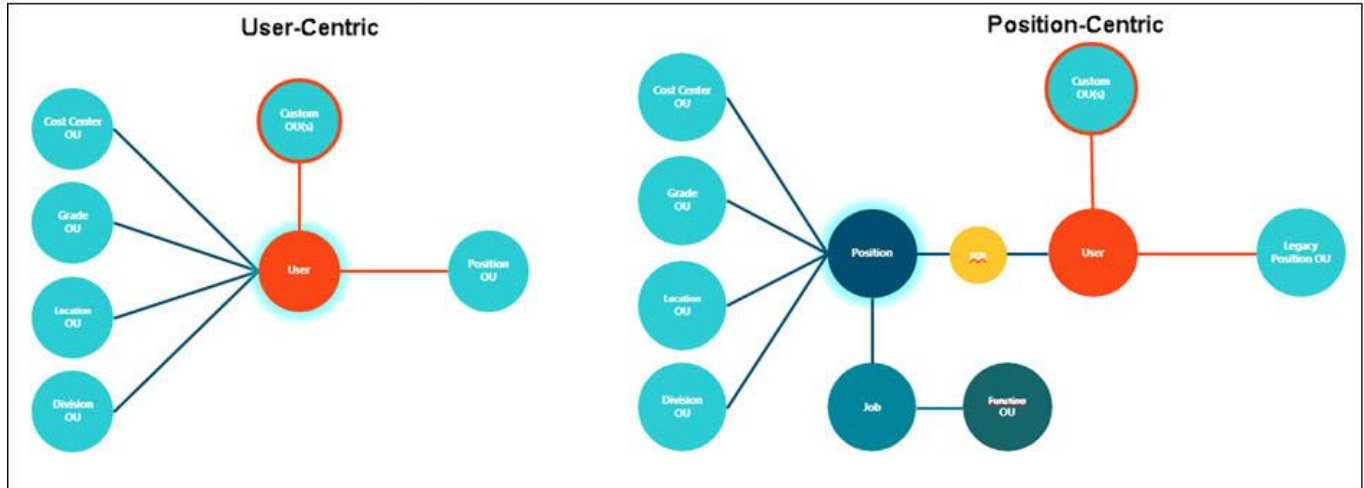 User-Centric
Cost Center
OU
Grade
OU
Location
OU
Division
OU
Custom
OU(s)
User
Position
OU
Position-Centric
Cost Center
OU
Grade
OU
Location
OU
Division
OU
Position
Job
Function
OU
Custom
OU(s)
User
Legacy
Position OU